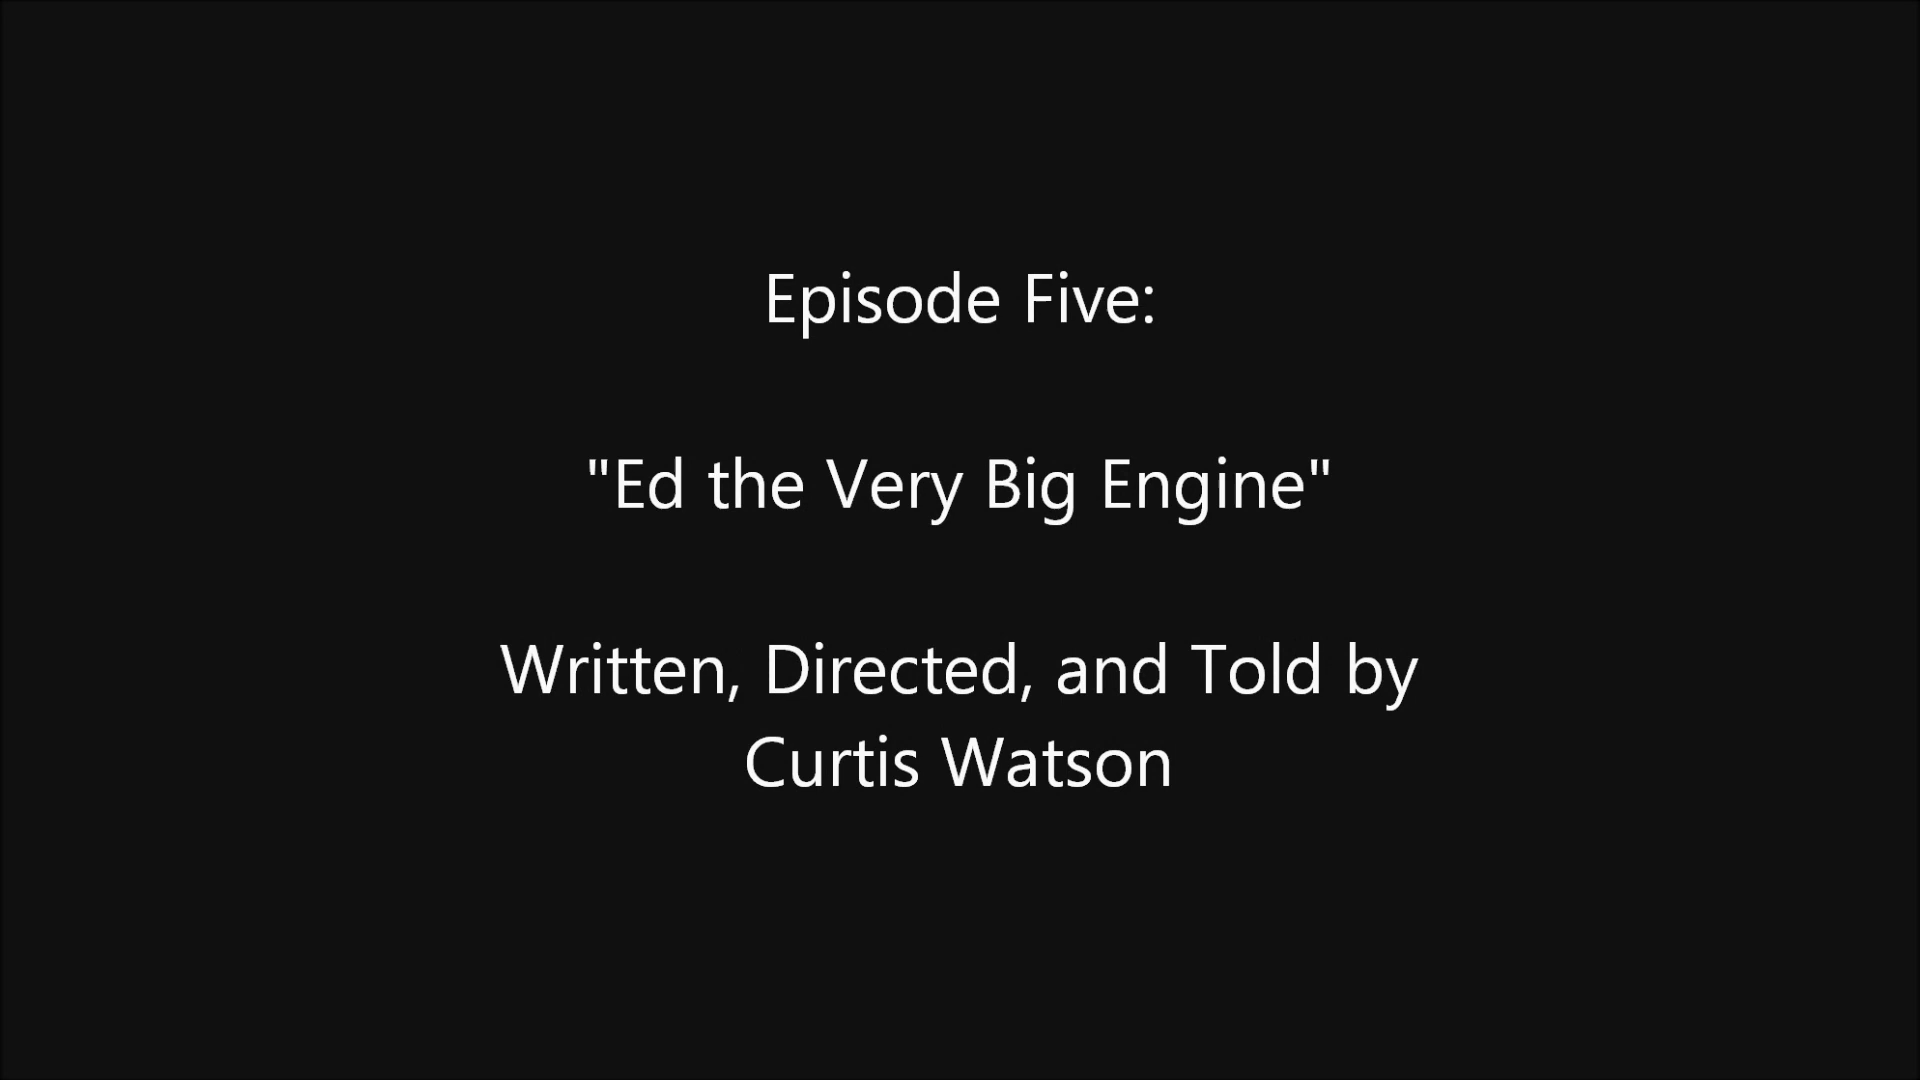 Episode Five:
"Ed the Very Big Engine"
Written, Directed, and Told by
Curtis Watson